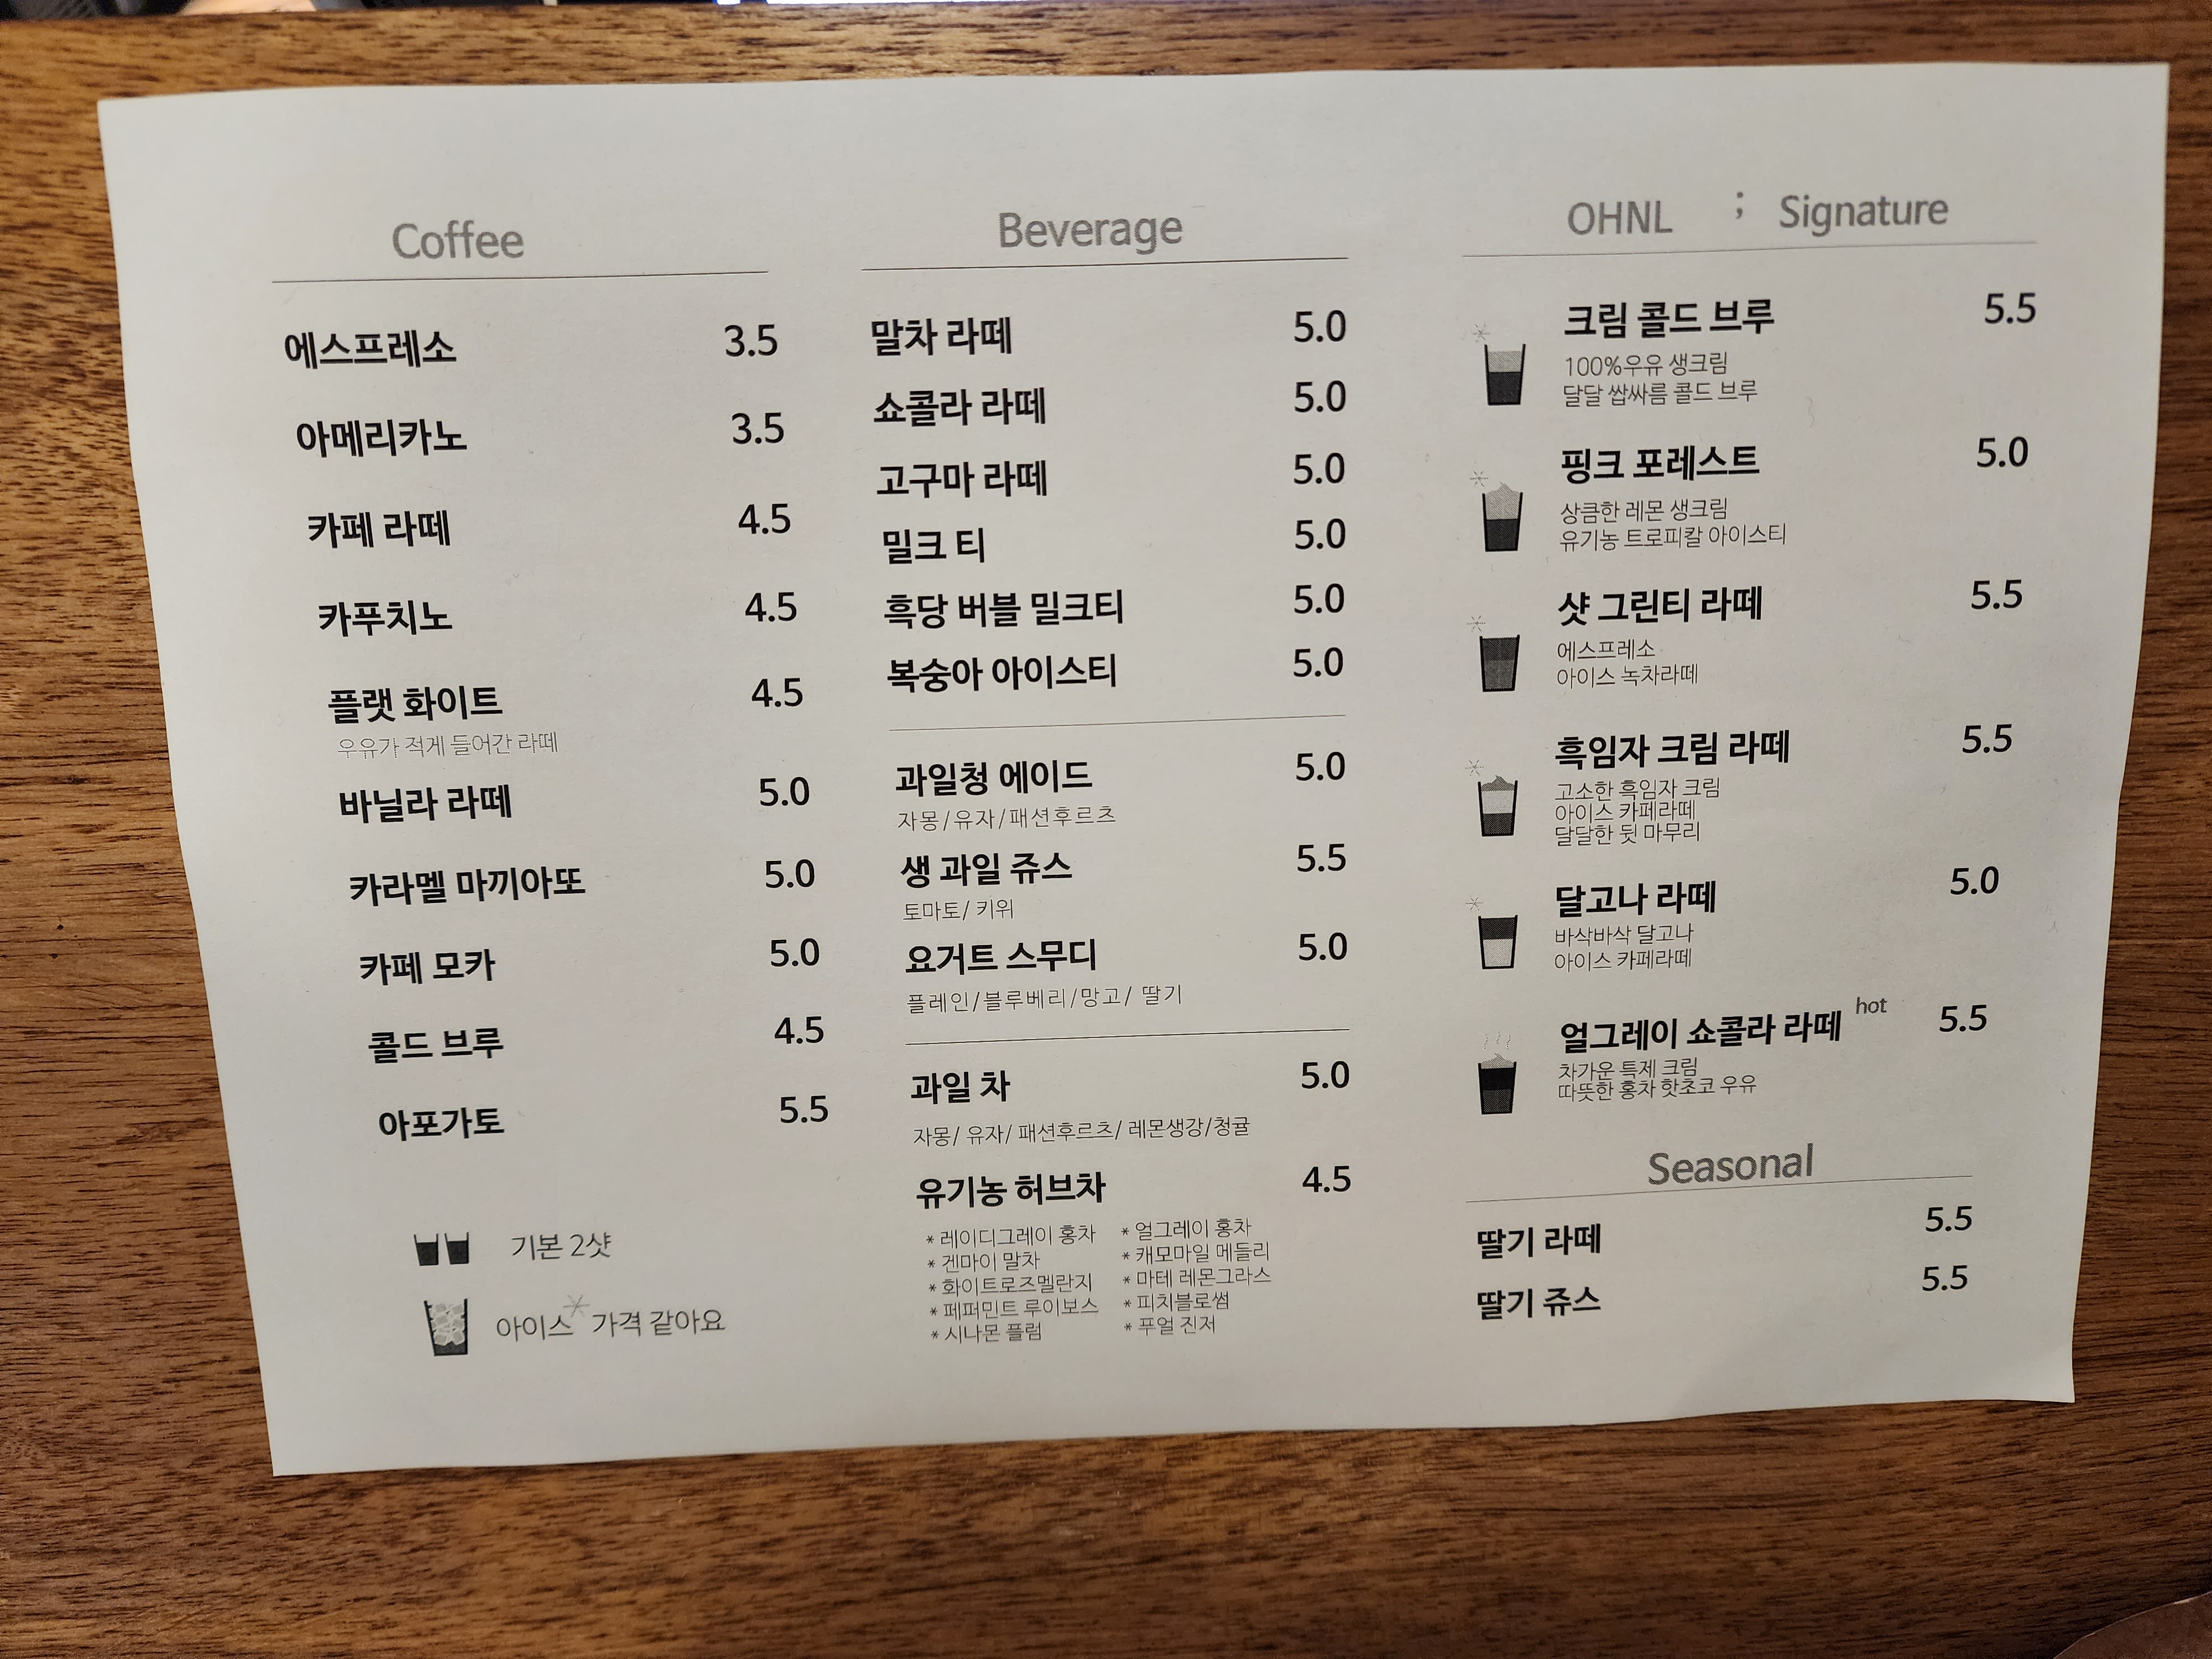 Coffee
에스프레소 3.5
아메리카노 3.5
카페 라떼 4.5
카푸치노 4.5
플랫 화이트 4.5
우유가 적게 들어간 라떼
바닐라 라떼 5.0
카라멜 마끼아또 5.0
카페 모카 5.0
콜드 브루 4.5
아포가토 5.5
기본 2샷
아이스* 가격 같아요
Beverage
말차 라떼 5.0
쇼콜라 라떼 5.0
고구마 라떼 5.0
밀크 티 5.0
흑당 버블 밀크티 5.0
복숭아 아이스티 5.0
과일청 에이드 5.0
자몽/유자/패션후르츠
생 과일 쥬스 5.5
토마토/ 키위
요거트 스무디 5.0
플레인/블루베리/망고/ 딸기
과일 차 5.0
자몽/ 유자/ 패션후르츠/ 레몬생강/청귤
유기농 허브차 4.5
* 레이디그레이 홍차 * 얼그레이 홍차
* 겐마이 말차 * 캐모마일 메들리
* 화이트로즈멜란지 * 마테 레몬그라스
* 페퍼민트 루이보스 * 피치블로썸
* 시나몬 플럼 * 푸얼 진저
OHNL ; Signature
크림 콜드 브루 5.5
100%우유 생크림
달달 쌉싸름 콜드 브루
핑크 포레스트 5.0
상큼한 레몬 생크림
유기농 트로피칼 아이스티
샷 그린티 라떼 5.5
에스프레소
아이스 녹차라떼
흑임자 크림 라떼 5.5
고소한 흑임자 크림
아이스 카페라떼
달달한 뒷 마무리
달고나 라떼 5.0
바삭바삭 달고나
아이스 카페라떼
얼그레이 쇼콜라 라떼 hot 5.5
차가운 특제 크림
따뜻한 홍차 핫초코 우유
Seasonal
딸기 라떼 5.5
딸기 쥬스 5.5